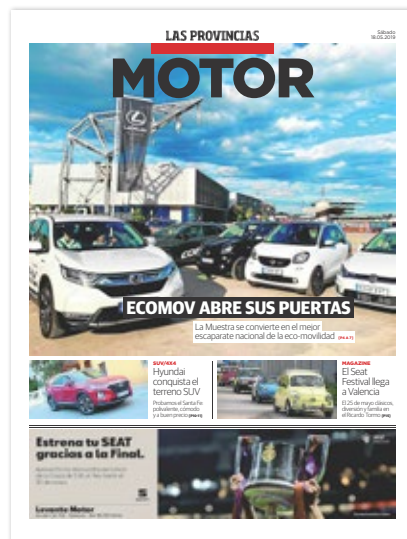 LAS PROVINCIAS
Sábado
18.05.2019
MOTOR
LEXUS
ECOMOV ABRE SUS PUERTAS
La Muestra se convierte en el mejor
escaparate nacional de la eco-movilidad
SUV/4X4
Hyundai
conquista el
terreno SUV
Probamos el Santa Fe
polivalente, cómodo
y a buen precio
MAGAZINE
El Seat
Festival llega
a Valencia
El 25 de mayo clásicos,
diversión y familia en
el Ricardo Tormo
Estrena tu SEAT
gracias a la Final.
Levante Motor